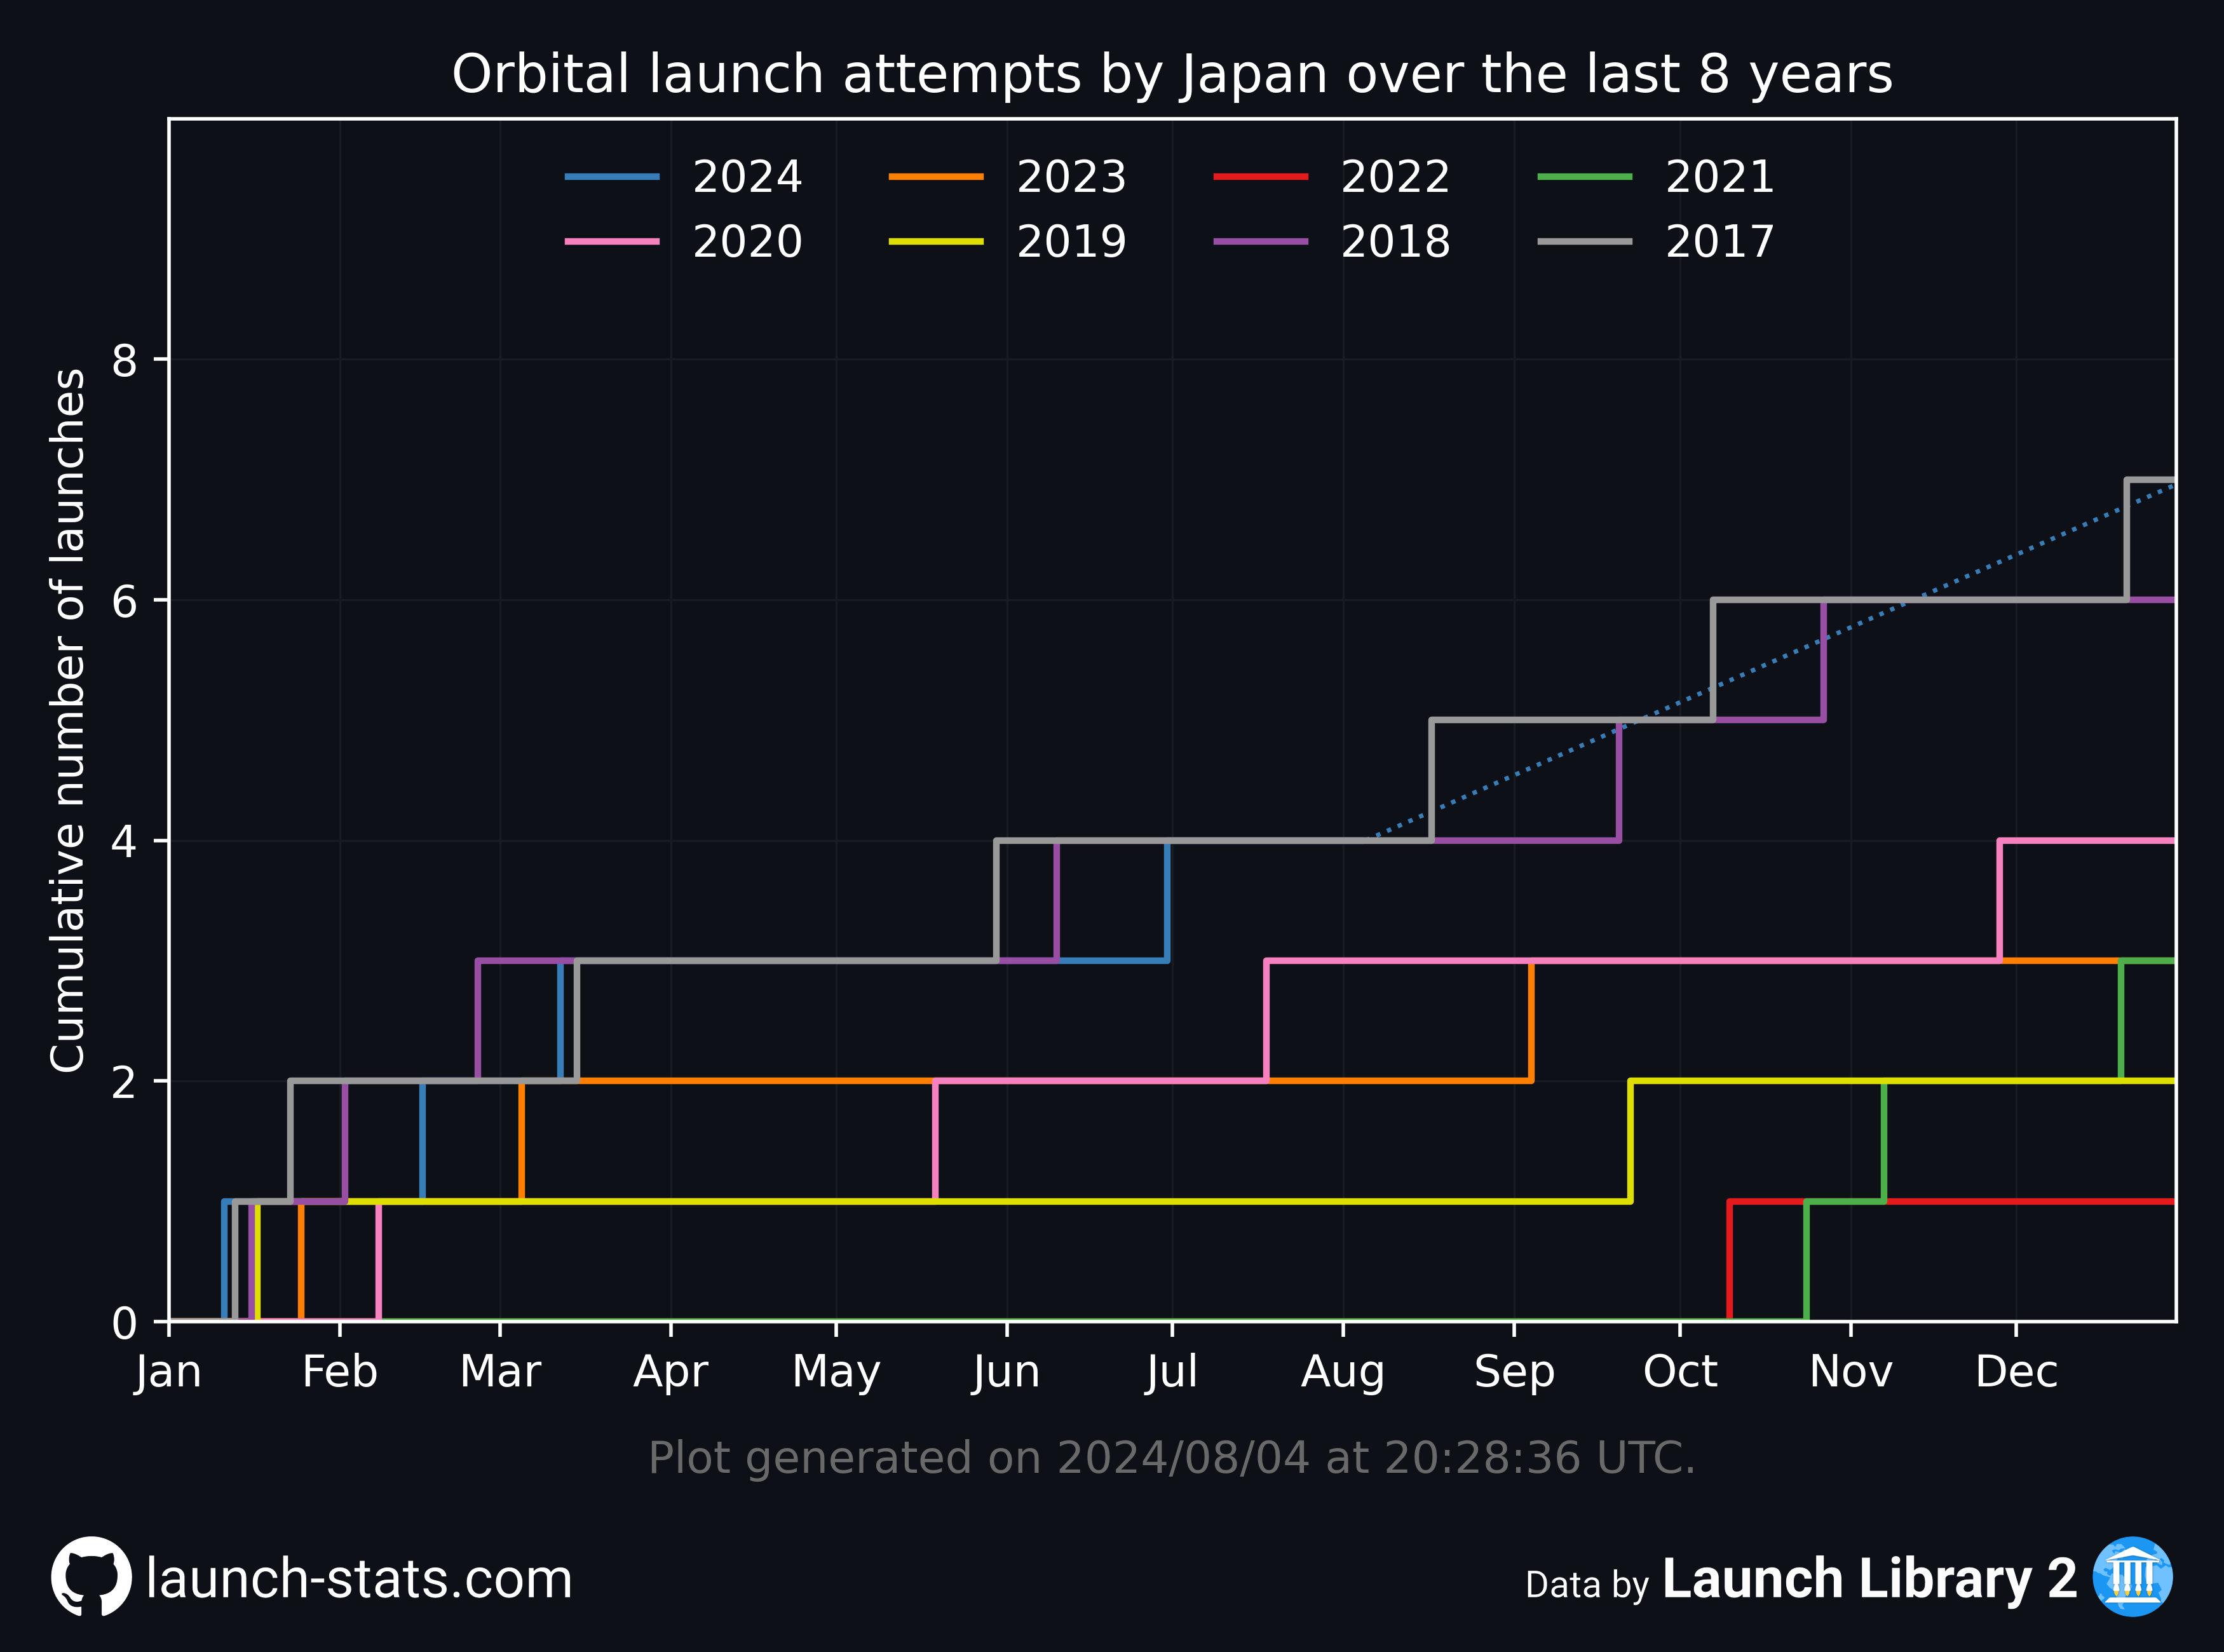 Orbital launch attempts by Japan over the last 8 years
2024 2023 2022 2021
2020 2019 2018 2017
Cumulative number of launches
8
6
4
2
0
Jan Feb Mar Apr May Jun Jul Aug Sep Oct Nov Dec
Plot generated on 2024/08/04 at 20:28:36 UTC.
launch-stats.com
Data by Launch Library 2